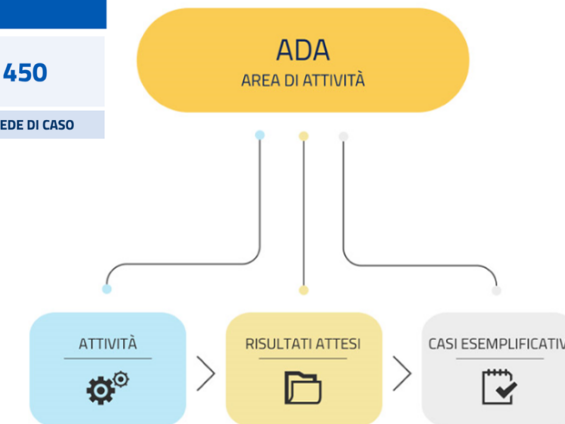 450
EDE DI CASO
ADA
AREA DI ATTIVITÀ
ATTIVITÀ
RISULTATI ATTESI
CASI ESEMPLIFICATIV